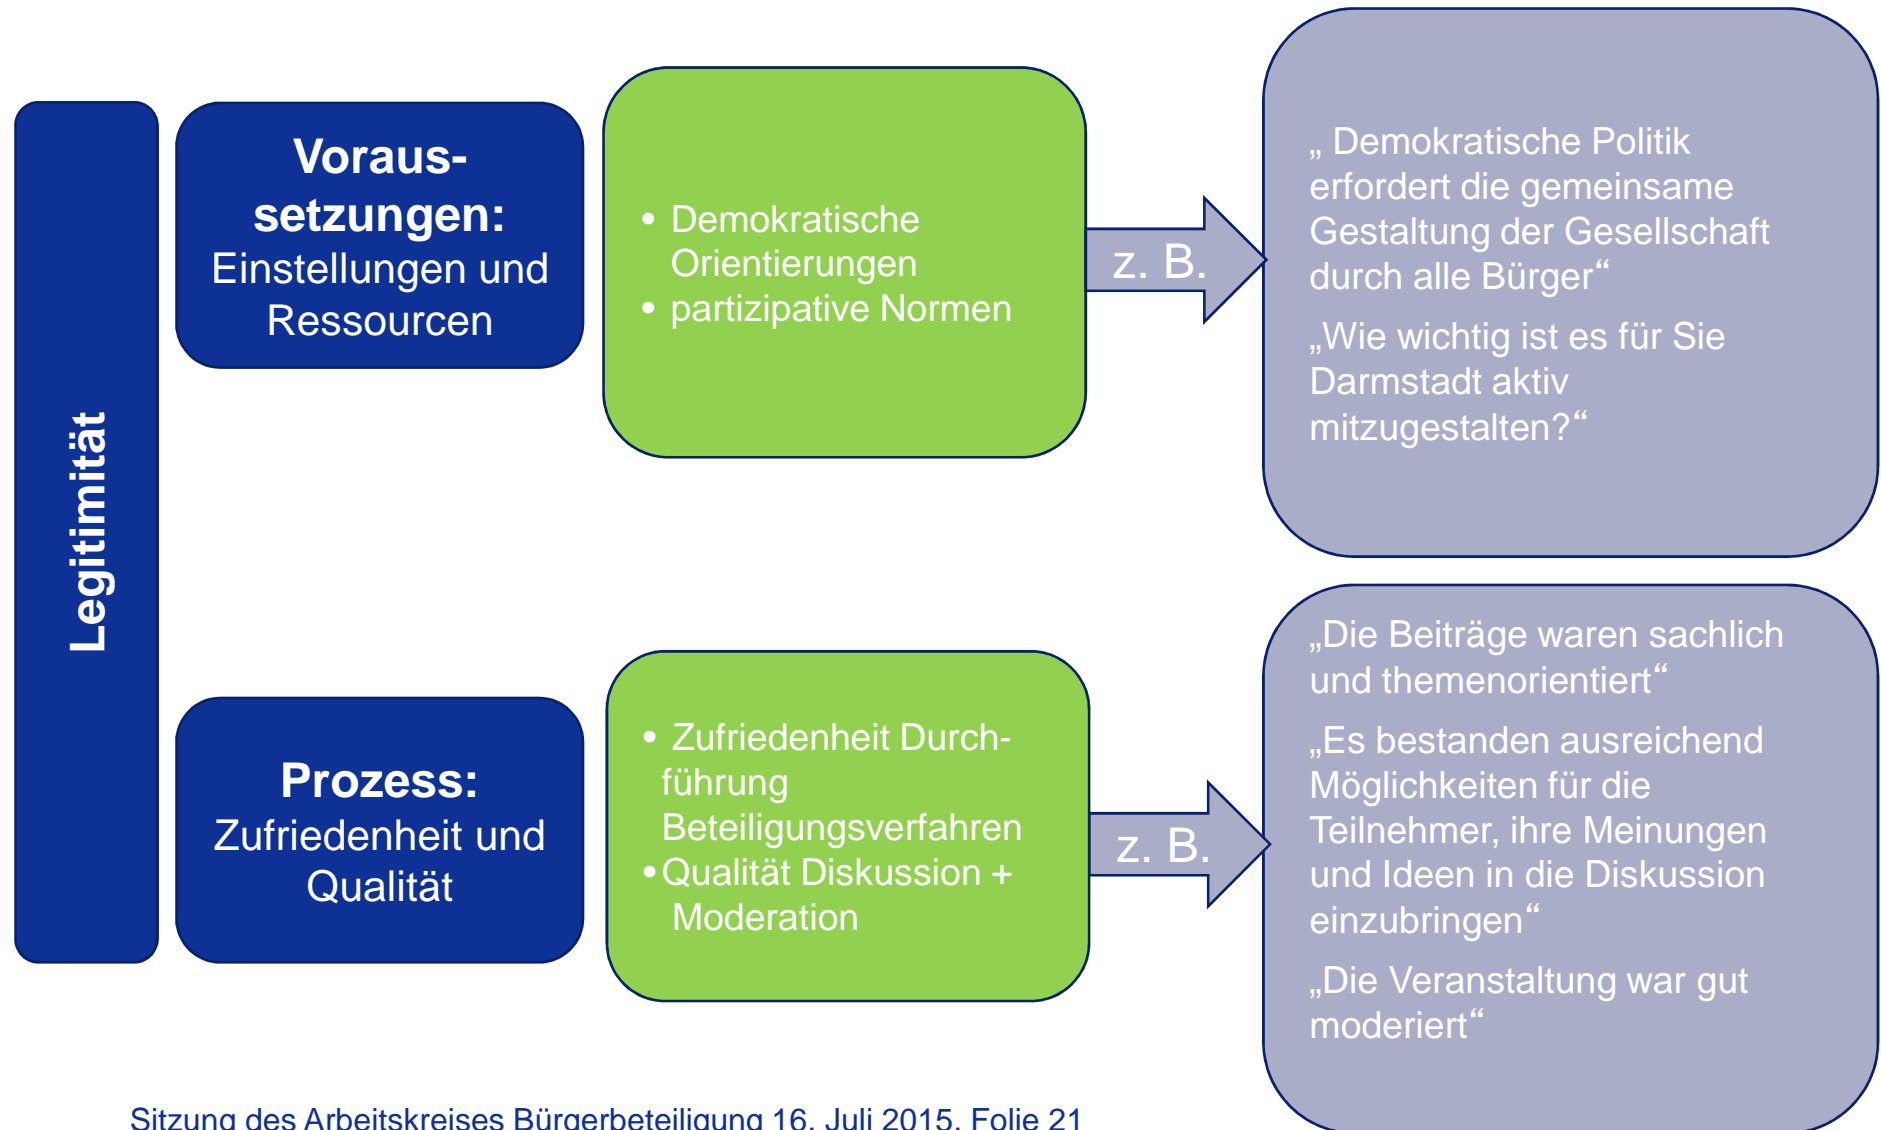 Legitimität
Voraus-
setzungen:
Einstellungen und
Ressourcen
• Demokratische
Orientierungen
• partizipative Normen
z. B.
„ Demokratische Politik
erfordert die gemeinsame
Gestaltung der Gesellschaft
durch alle Bürger“
„Wie wichtig ist es für Sie
Darmstadt aktiv
mitzugestalten?“
Prozess:
Zufriedenheit und
Qualität
• Zufriedenheit Durch-
führung
Beteiligungsverfahren
• Qualität Diskussion +
Moderation
z. B.
„Die Beiträge waren sachlich
und themenorientiert“
„Es bestanden ausreichend
Möglichkeiten für die
Teilnehmer, ihre Meinungen
und Ideen in die Diskussion
einzubringen“
„Die Veranstaltung war gut
moderiert“
Sitzung des Arbeitskreises Bürgerbeteiligung 16. Juli 2015, Folie 21